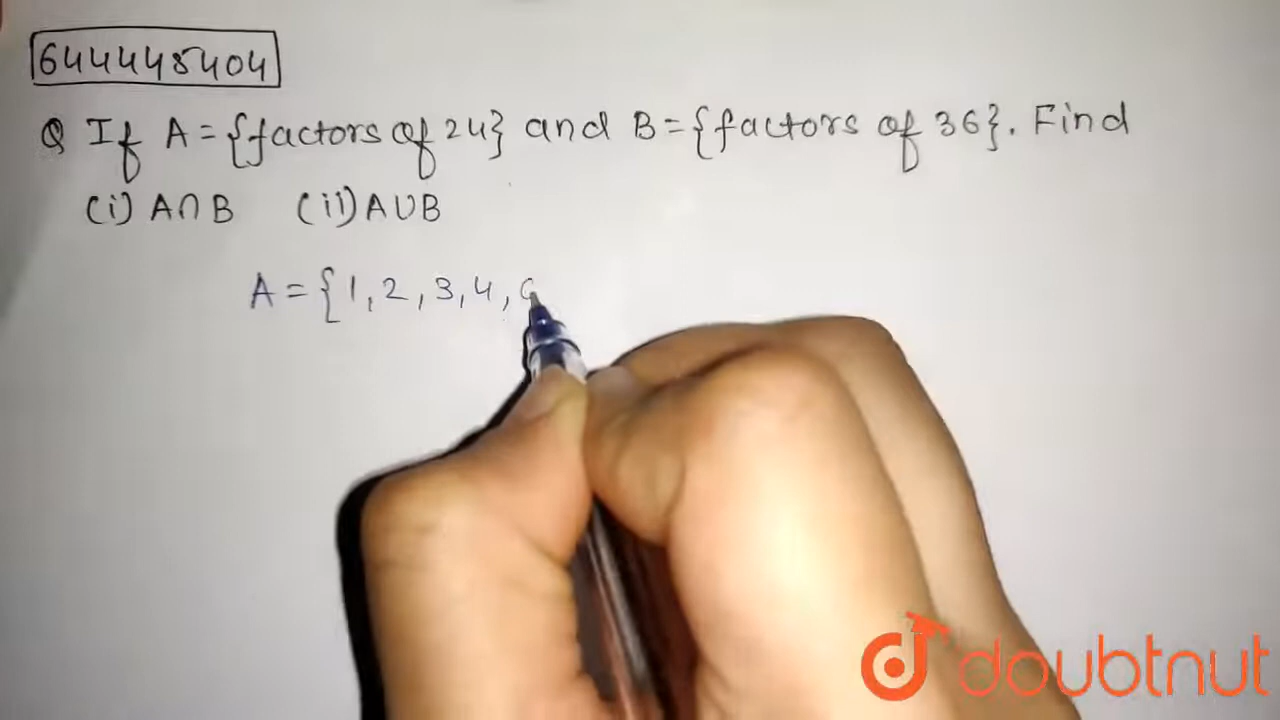 644448404
Q If A = {factors of 24} and B = {factors of 36}. Find
(i) A∩B (ii) A∪B
A = {1, 2, 3, 4,
doubtnut